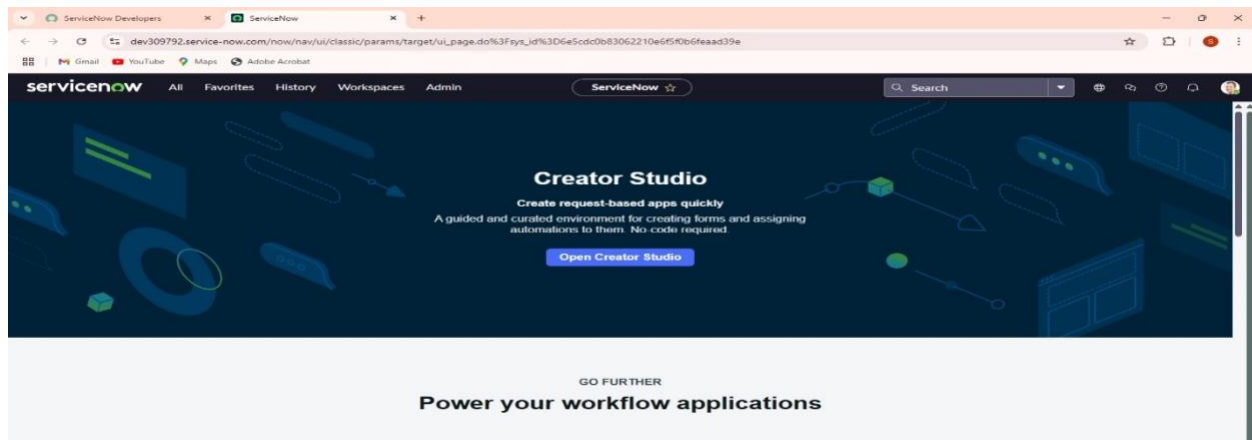 ServiceNow Developers
ServiceNow
dev309792.service-now.com/now/nav/ui/classic/params/target/ui_page.do%3Fsys_id%3D6e5cdc0b83062210e6f5f0b6feaad39e
S
Gmail YouTube Maps Adobe Acrobat
servicenow All Favorites History Workspaces Admin ServiceNow Search
Creator Studio
Create request-based apps quickly
A guided and curated environment for creating forms and assigning
automations to them. No-code required.
Open Creator Studio
GO FURTHER
Power your workflow applications